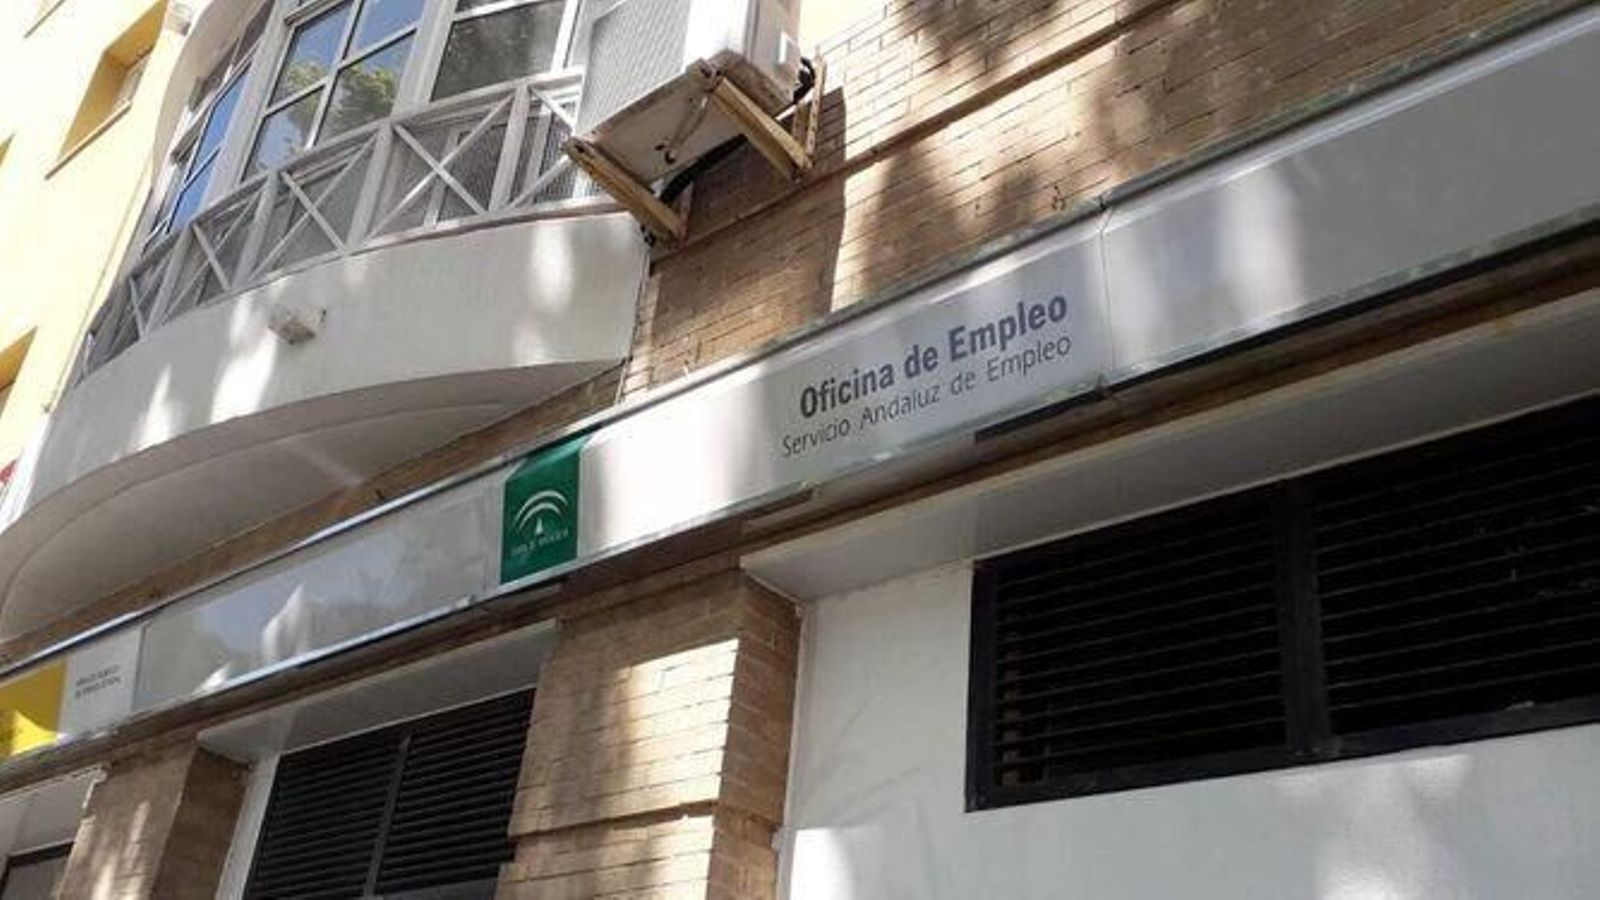 Oficina de Empleo
Servicio Andaluz de Empleo